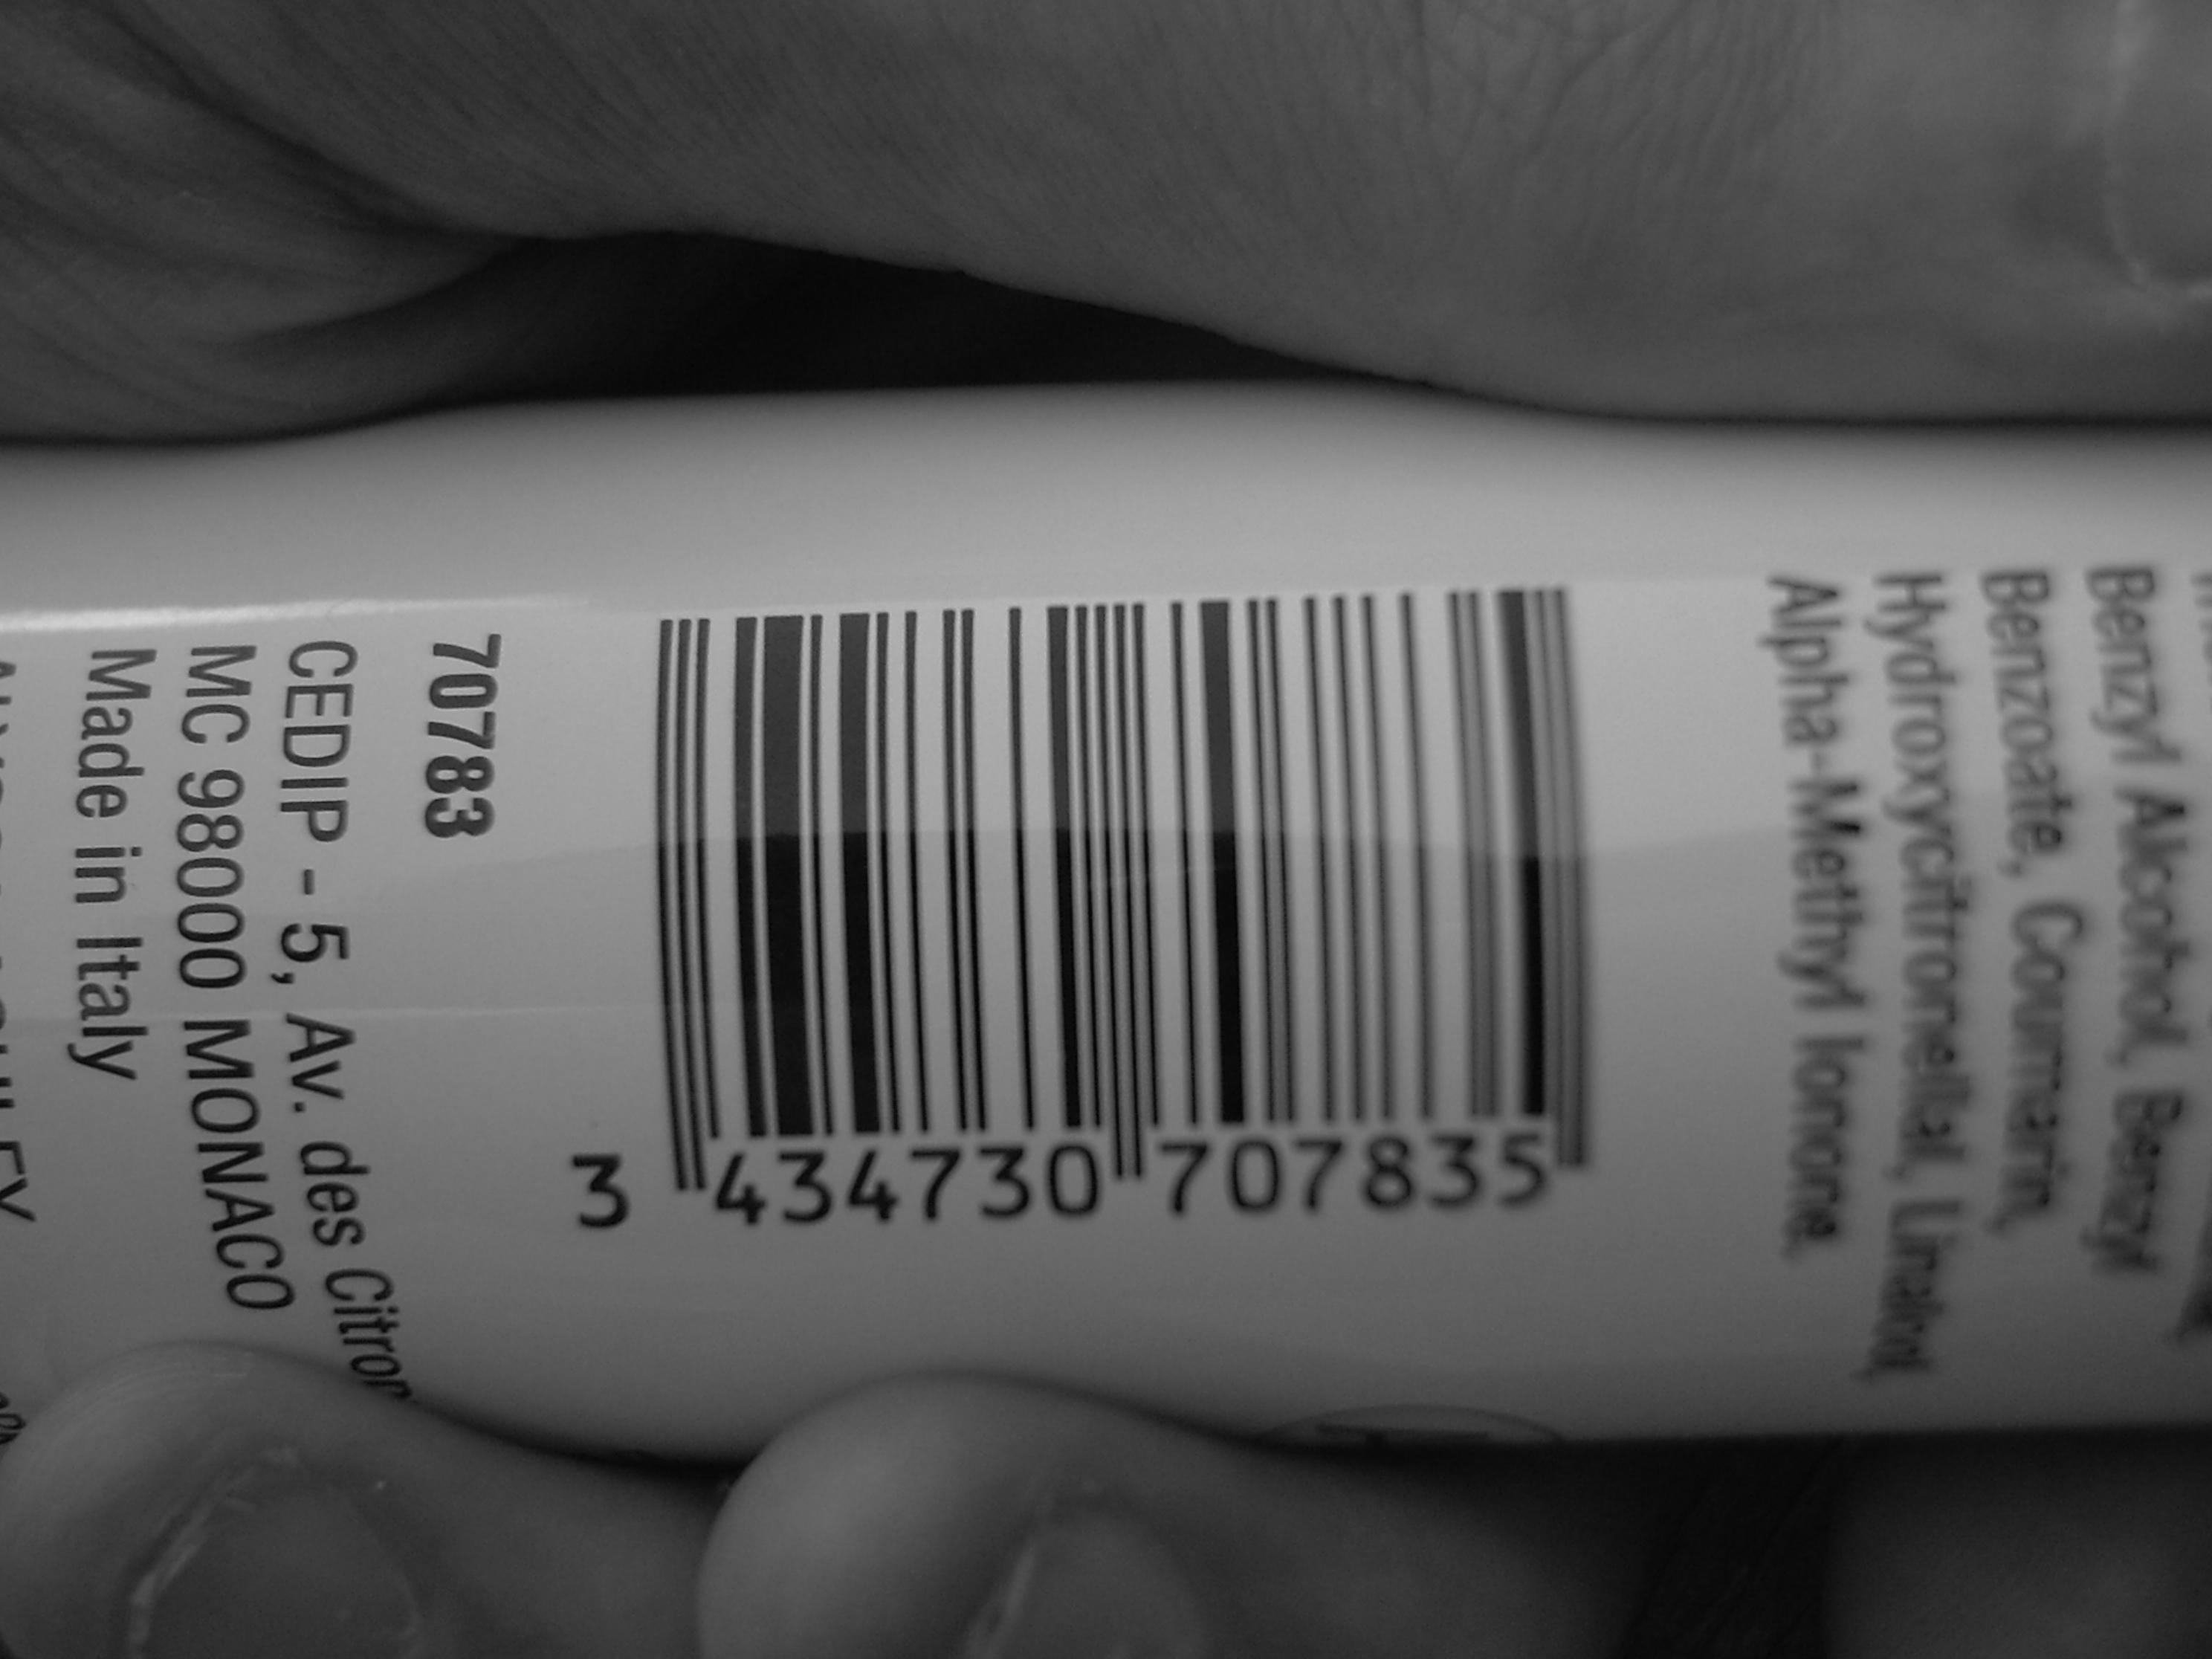 Benzyl Alcohol, Benzyl
Benzoate, Coumarin,
Hydroxycitronellal, Linalool,
Alpha-Methyl Ionone,
3 434730 707835
70783
CEDIP - 5, Av. des Citron
MC 98000 MONACO
Made in Italy